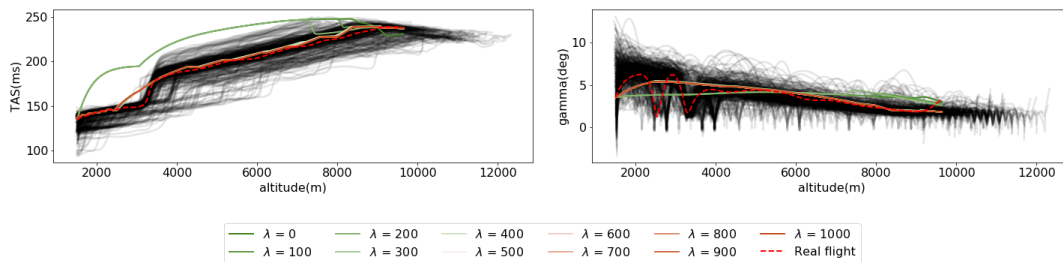 250
200
150
100
TAS(ms)
2000 4000 6000 8000 10000 12000
altitude(m)
10
5
0
gamma(deg)
2000 4000 6000 8000 10000 12000
altitude(m)
λ = 0 λ = 200 λ = 400 λ = 600 λ = 800 λ = 1000
λ = 100 λ = 300 λ = 500 λ = 700 λ = 900 Real flight